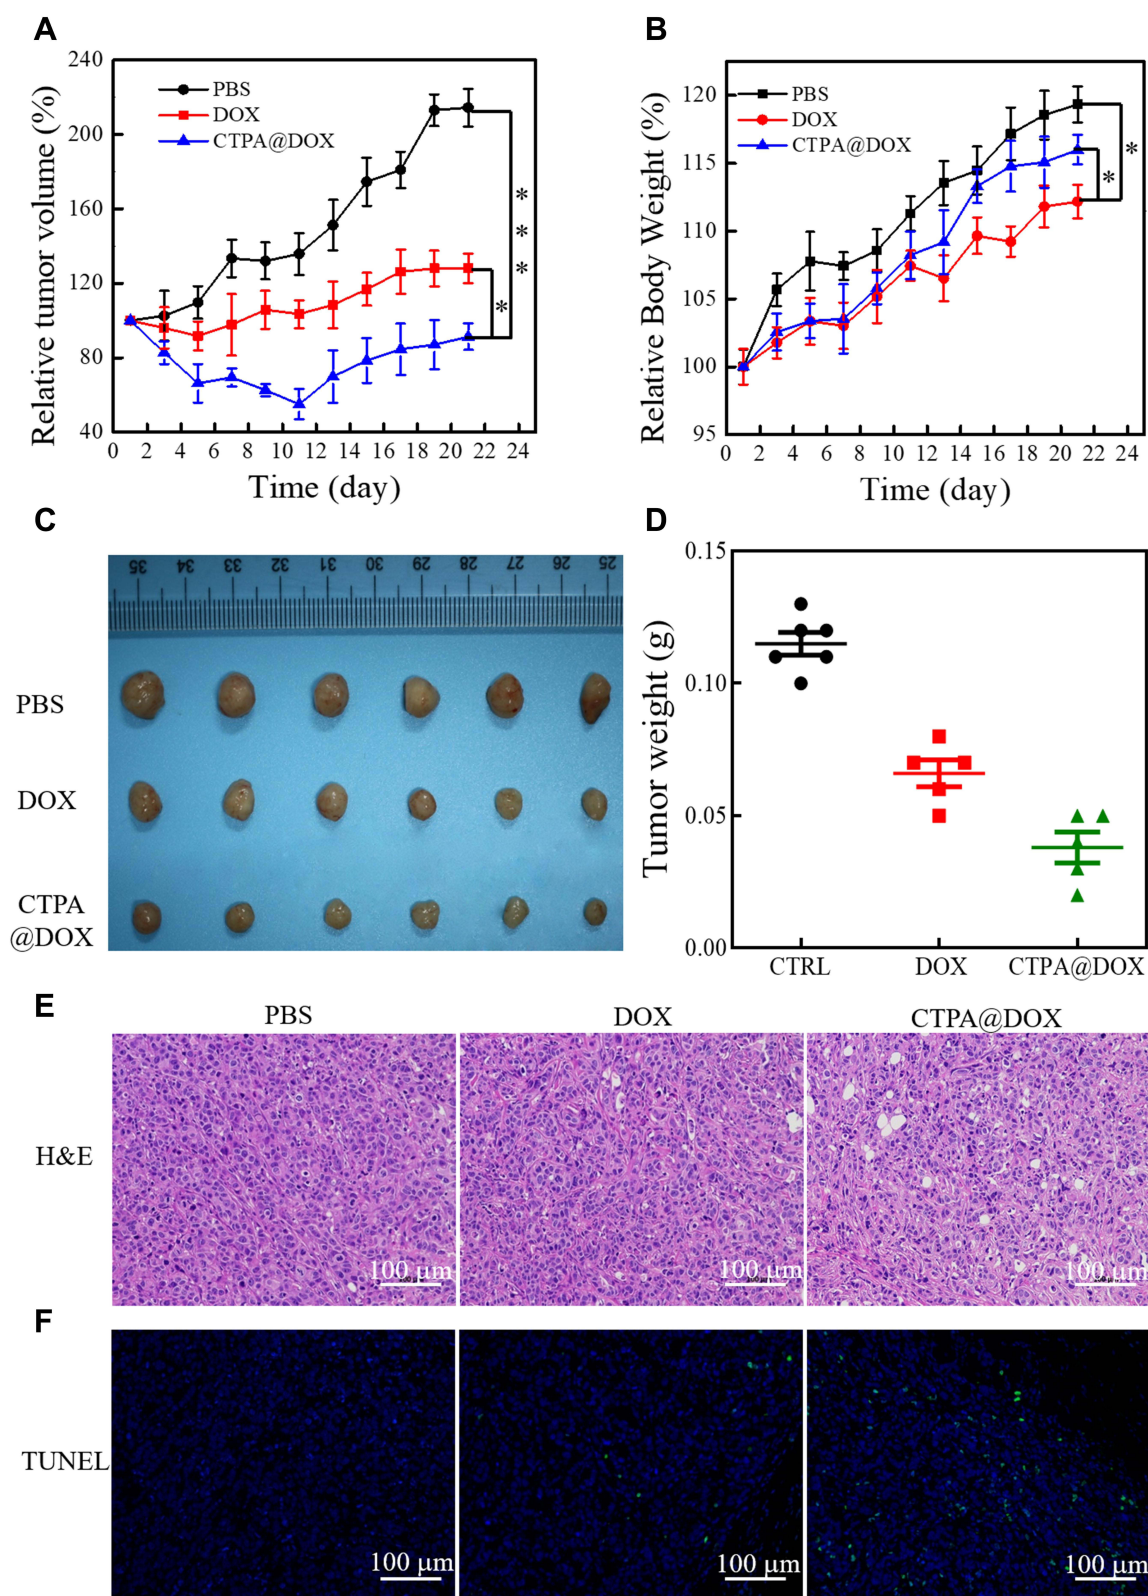 A
240
200
160
120
80
40
Relative tumor volume (%)
PBS
DOX
CTPA@DOX
*
*
*
*
0 2 4 6 8 10 12 14 16 18 20 22 24
Time (day)
B
120
115
110
105
100
95
Relative Body Weight (%)
PBS
DOX
CTPA@DOX
*
*
0 2 4 6 8 10 12 14 16 18 20 22 24
Time (day)
C
35 34 33 32 31 30 29 28 27 26 25
PBS
DOX
CTPA
@DOX
D
0.15
0.10
0.05
0.00
Tumor weight (g)
CTRL DOX CTPA@DOX
E
PBS DOX CTPA@DOX
H&E
100 μm 100 μm 100 μm
F
TUNEL
100 μm 100 μm 100 μm